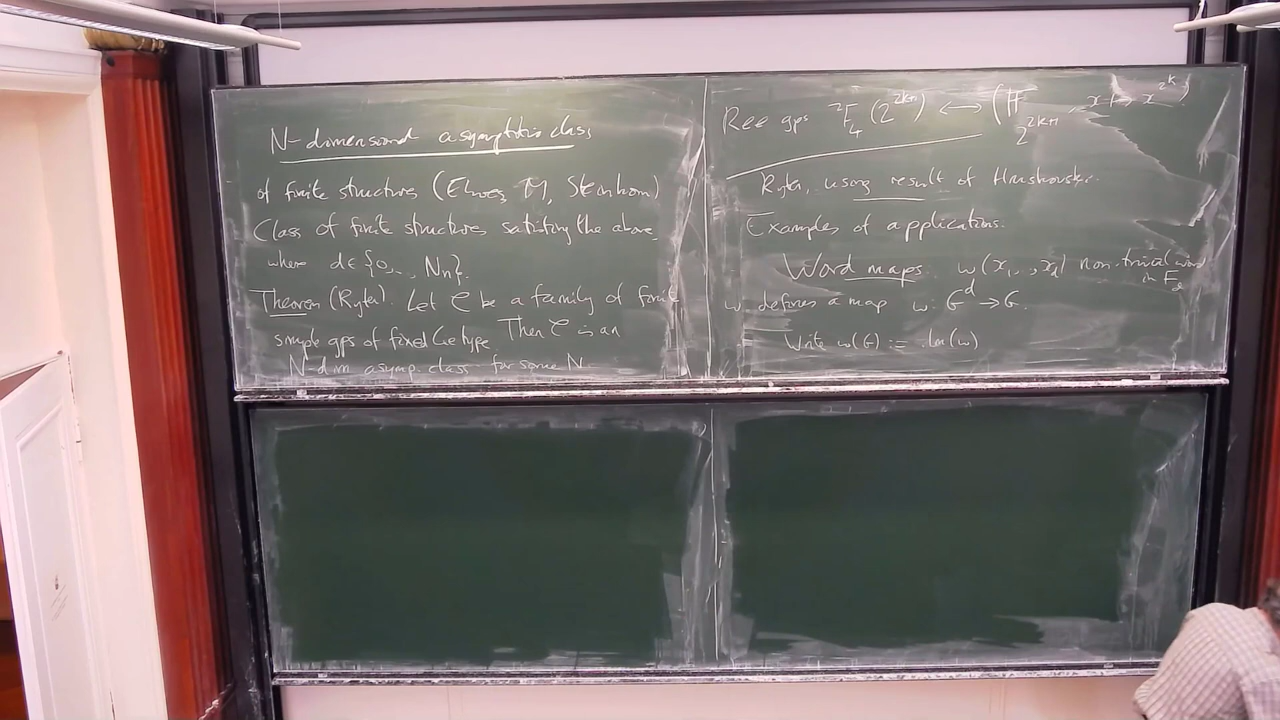 N-dimensional asymptotic class
of finite structures (Elwes, M, Steinhorn)
Class of finite structures satisfying the above,
where d∈{0,..., Nn}.
Theorem (Ryten). Let C be a family of finite
simple gps of fixed Lie type. Then C is an
N-dim asymp. class for some N.
Ree gps ²F₄(2^{2k+1}) ↔ (F_{2^{2k+1}}, x ↦ x^{2^k})
Ryten, using result of Hrushovski.
Examples of applications.
Word maps. w(x₁,..,x_d) non-trivial word
in F_d
w defines a map w: G^d → G.
Write w(G) := Im(w)